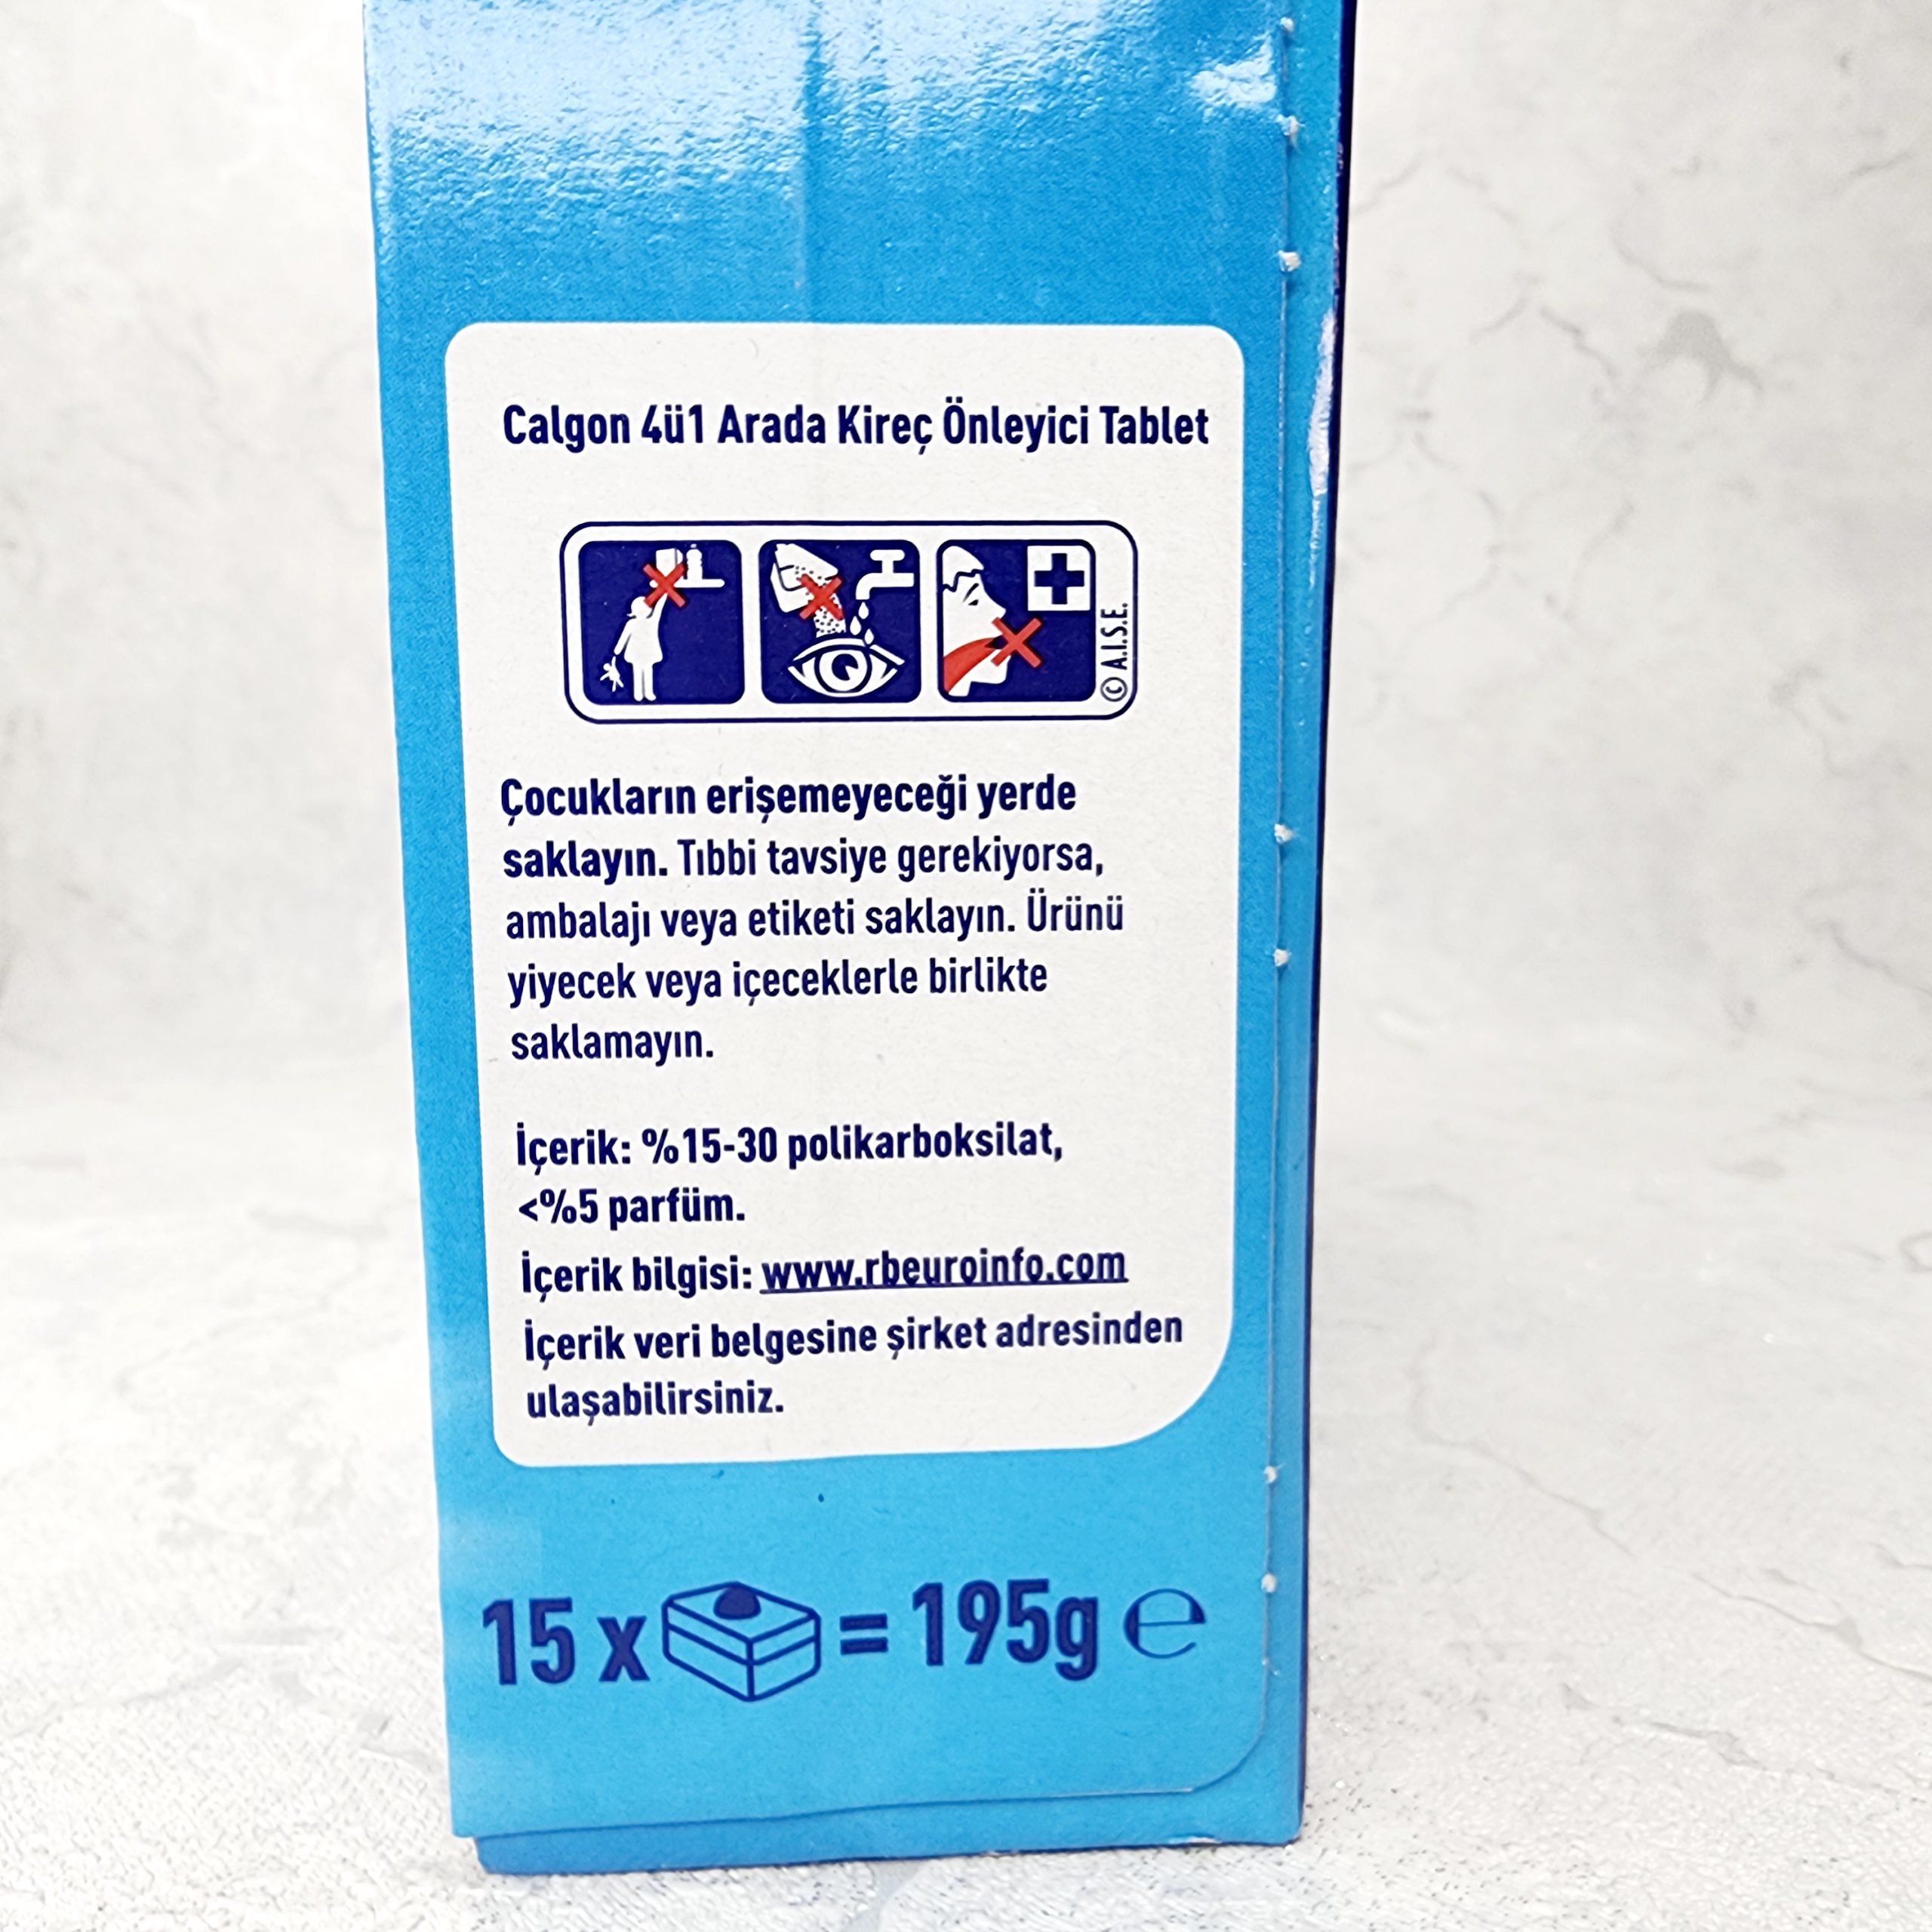 Calgon 4ü1 Arada Kireç Önleyici Tablet
© A.I.S.E.
Çocukların erişemeyeceği yerde
saklayın. Tıbbi tavsiye gerekiyorsa,
ambalajı veya etiketi saklayın. Ürünü
yiyecek veya içeceklerle birlikte
saklamayın.
İçerik: %15-30 polikarboksilat,
<%5 parfüm.
İçerik bilgisi: www.rbeuroinfo.com
İçerik veri belgesine şirket adresinden
ulaşabilirsiniz.
15 x = 195g ℮